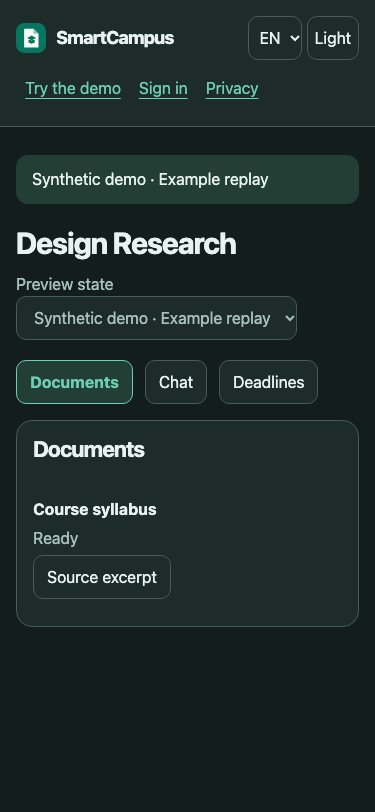 SmartCampus
EN
Light
Try the demo
Sign in
Privacy
Synthetic demo · Example replay
Design Research
Preview state
Synthetic demo · Example replay
Documents
Chat
Deadlines
Documents
Course syllabus
Ready
Source excerpt